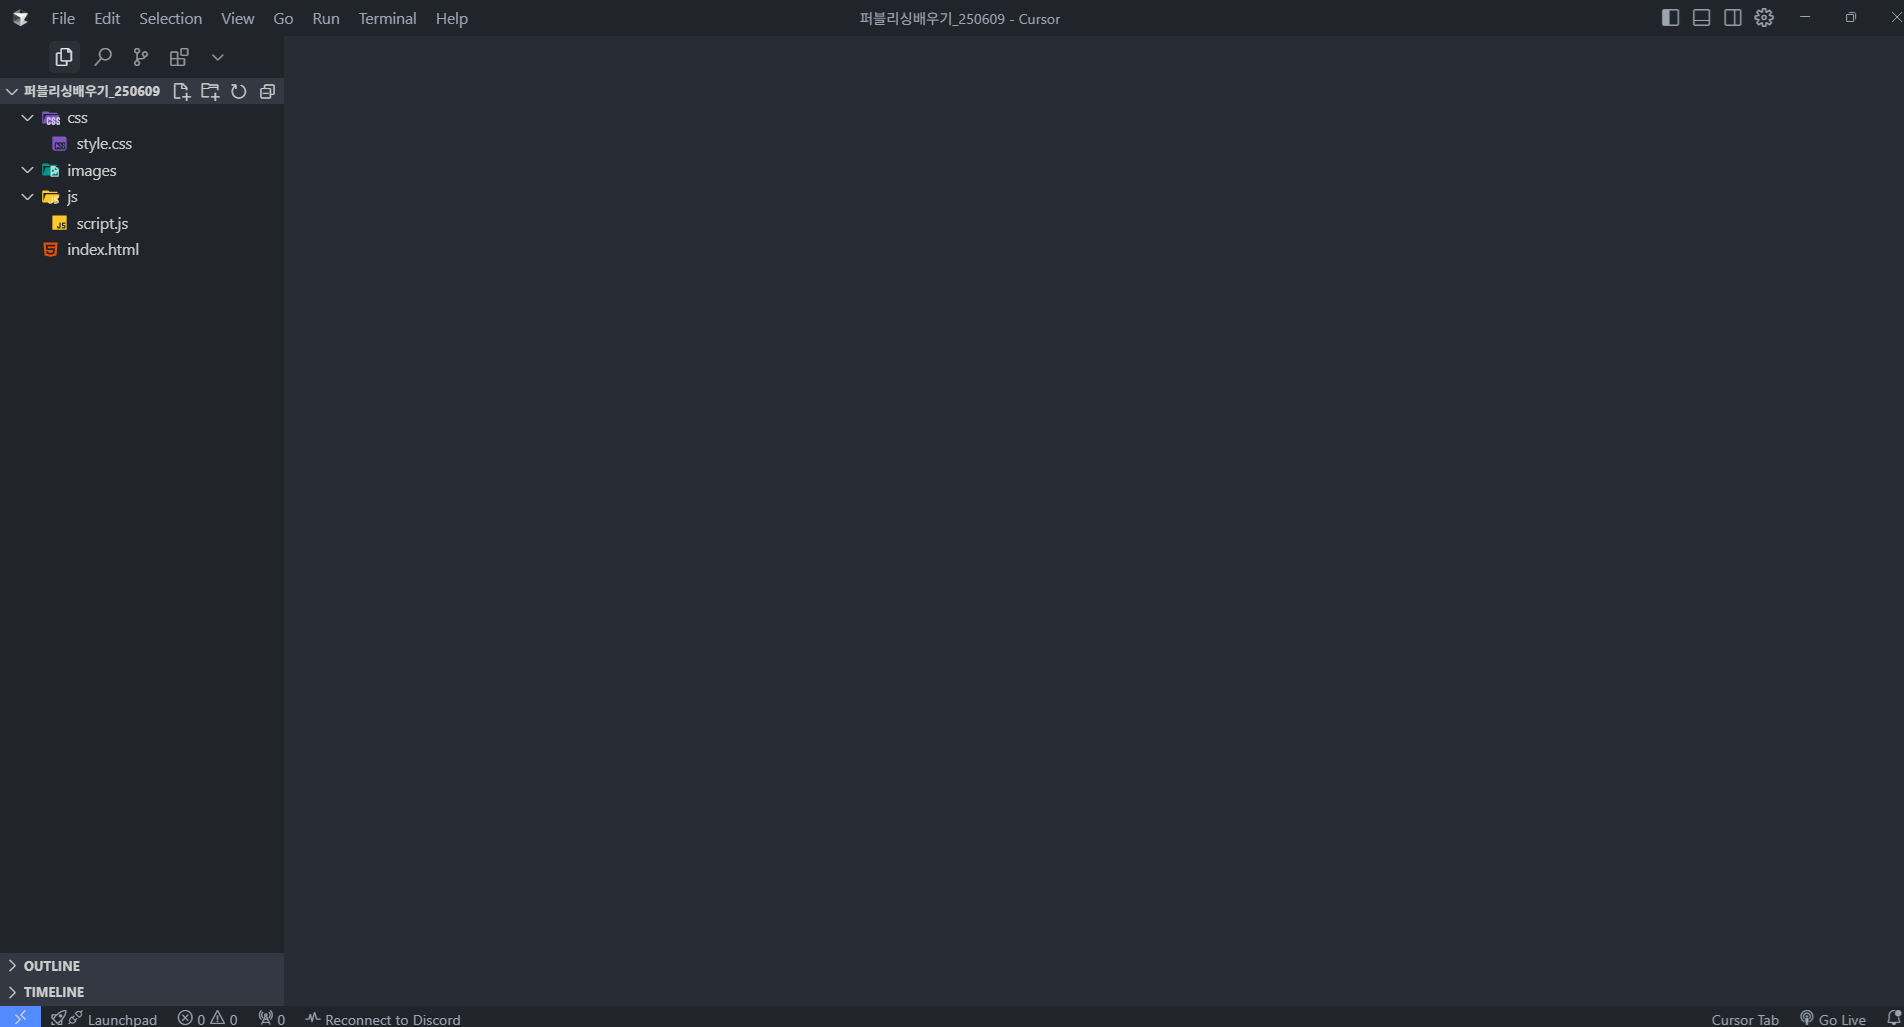 File Edit Selection View Go Run Terminal Help
퍼블리싱배우기_250609 - Cursor
퍼블리싱배우기_250609
css
style.css
images
js
script.js
index.html
OUTLINE
TIMELINE
Launchpad 0 0 0 Reconnect to Discord
Cursor Tab Go Live